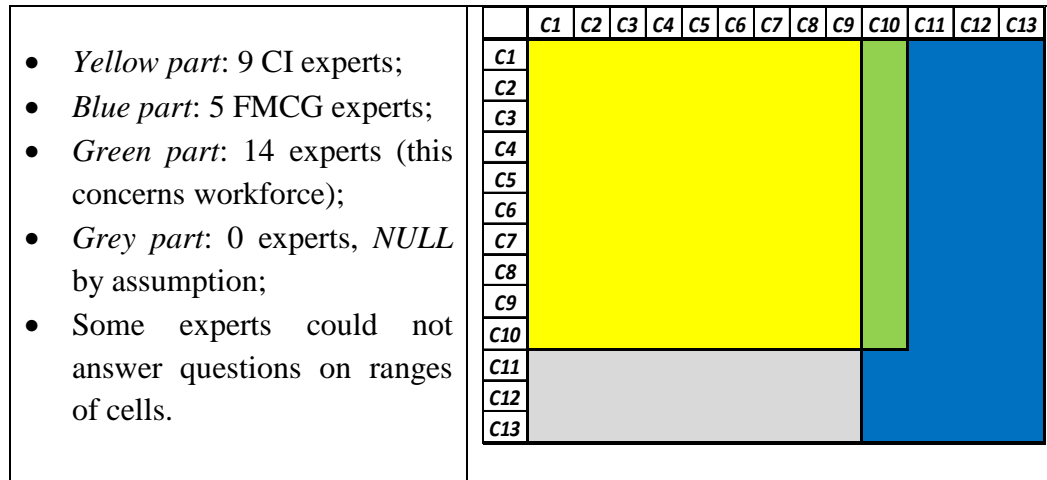 • Yellow part: 9 CI experts;
• Blue part: 5 FMCG experts;
• Green part: 14 experts (this
concerns workforce);
• Grey part: 0 experts, NULL
by assumption;
• Some experts could not
answer questions on ranges
of cells.
C1 C2 C3 C4 C5 C6 C7 C8 C9 C10 C11 C12 C13
C1
C2
C3
C4
C5
C6
C7
C8
C9
C10
C11
C12
C13